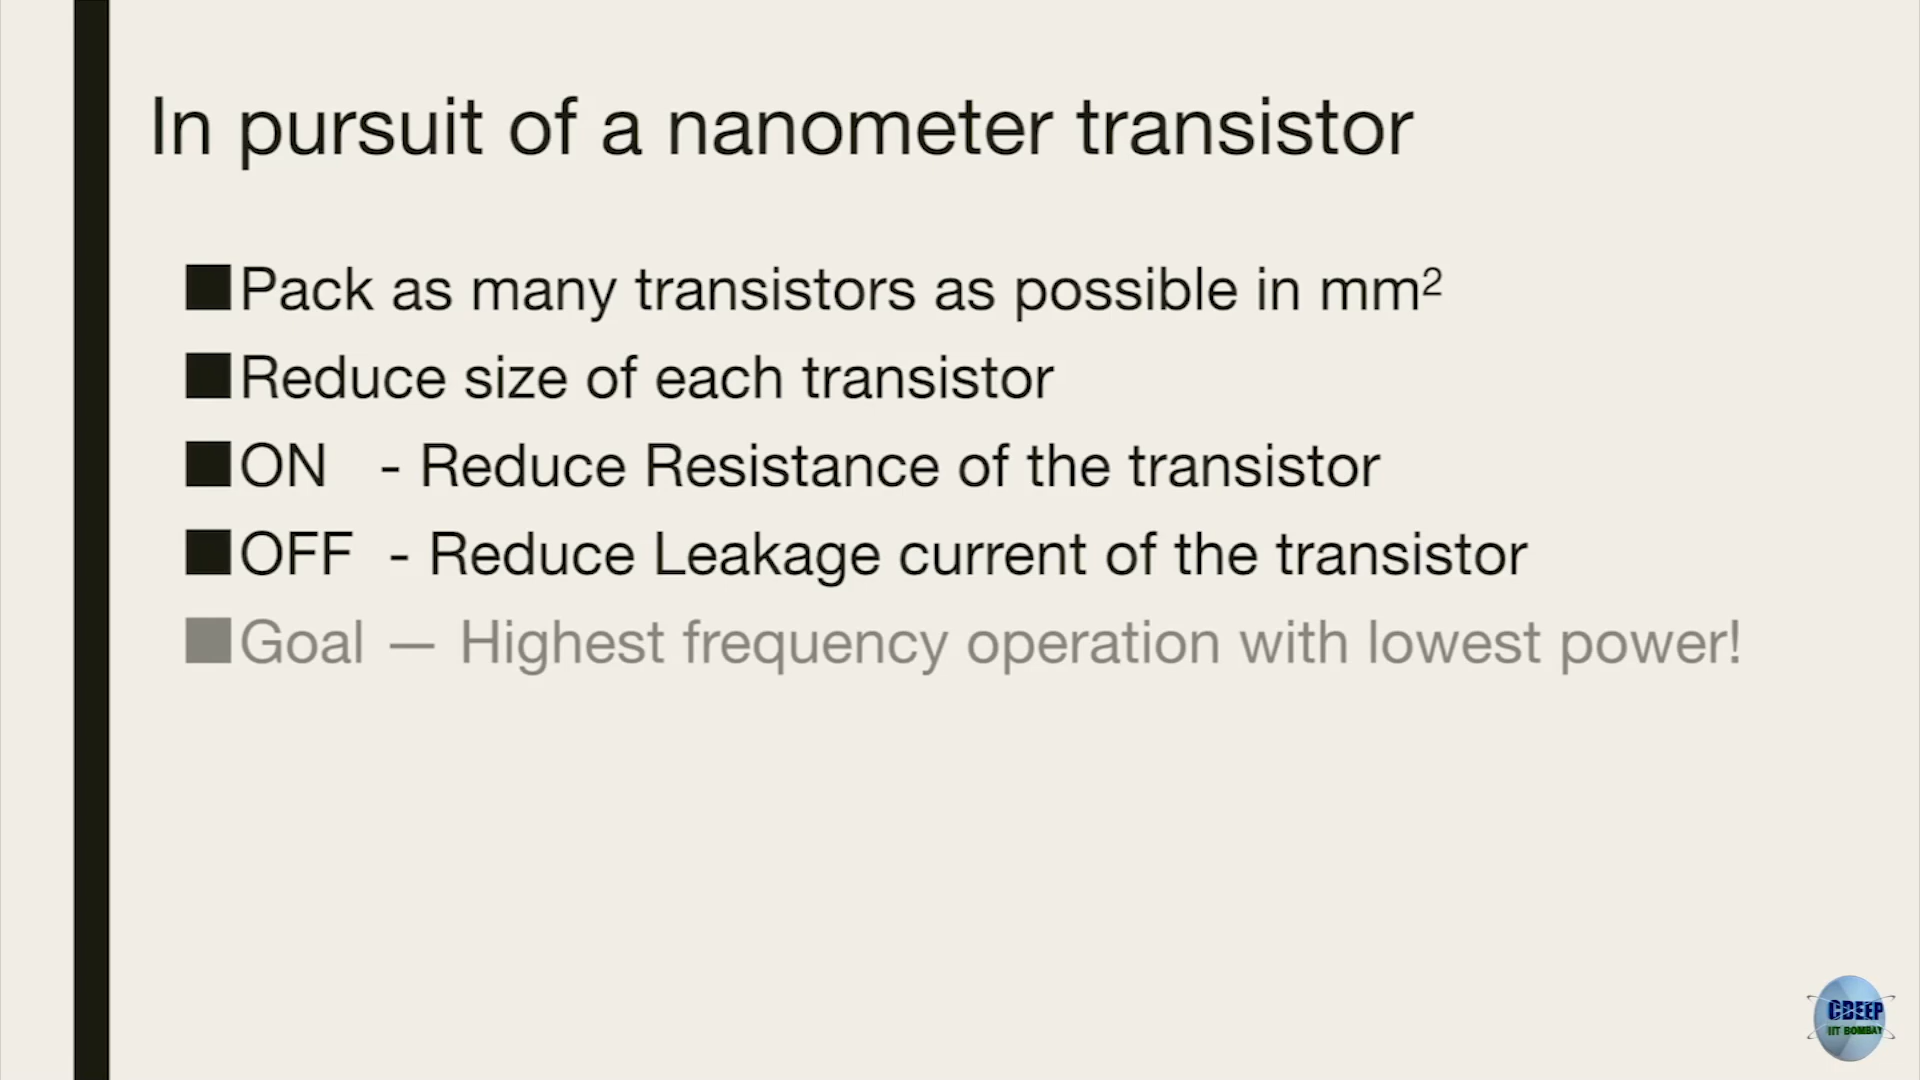 In pursuit of a nanometer transistor
Pack as many transistors as possible in mm²
Reduce size of each transistor
ON - Reduce Resistance of the transistor
OFF - Reduce Leakage current of the transistor
Goal — Highest frequency operation with lowest power!
CDEEP
IIT BOMBAY